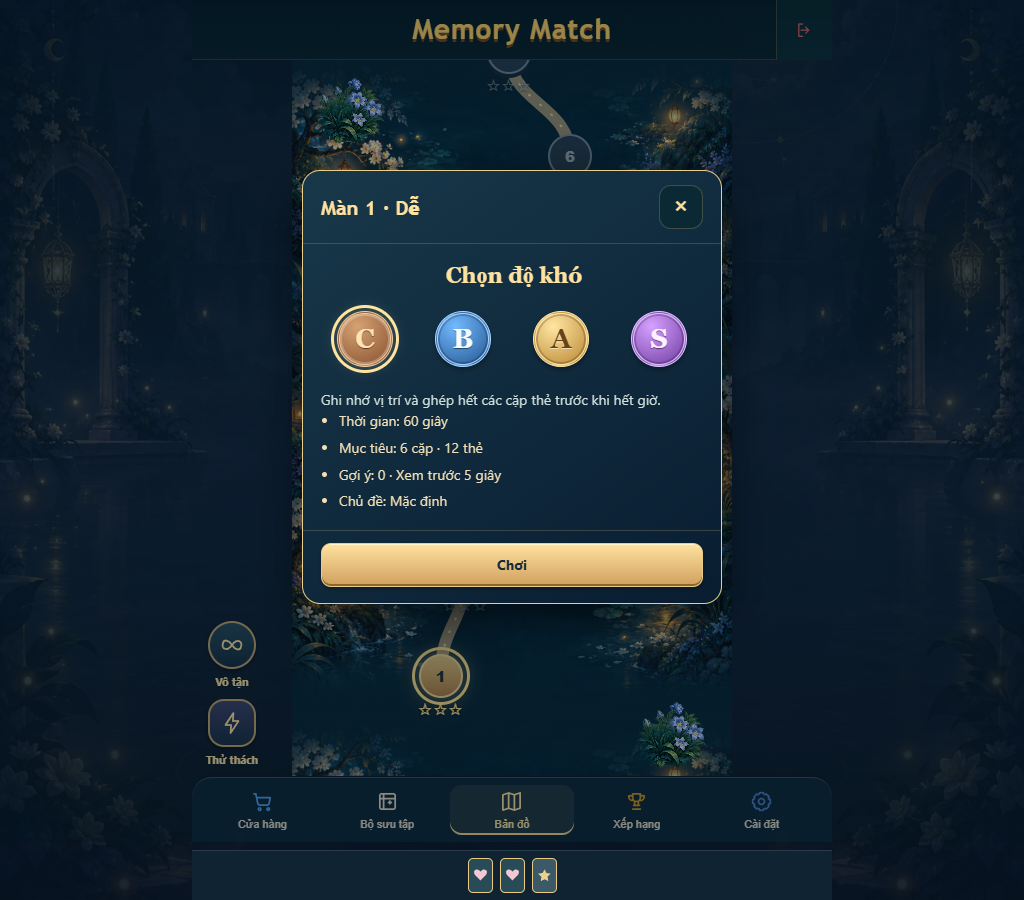 Memory Match
6
Màn 1 · Dễ
×
Chọn độ khó
C B A S
Ghi nhớ vị trí và ghép hết các cặp thẻ trước khi hết giờ.
• Thời gian: 60 giây
• Mục tiêu: 6 cặp · 12 thẻ
• Gợi ý: 0 · Xem trước 5 giây
• Chủ đề: Mặc định
Chơi
Vô tận
1
Thử thách
Cửa hàng Bộ sưu tập Bản đồ Xếp hạng Cài đặt